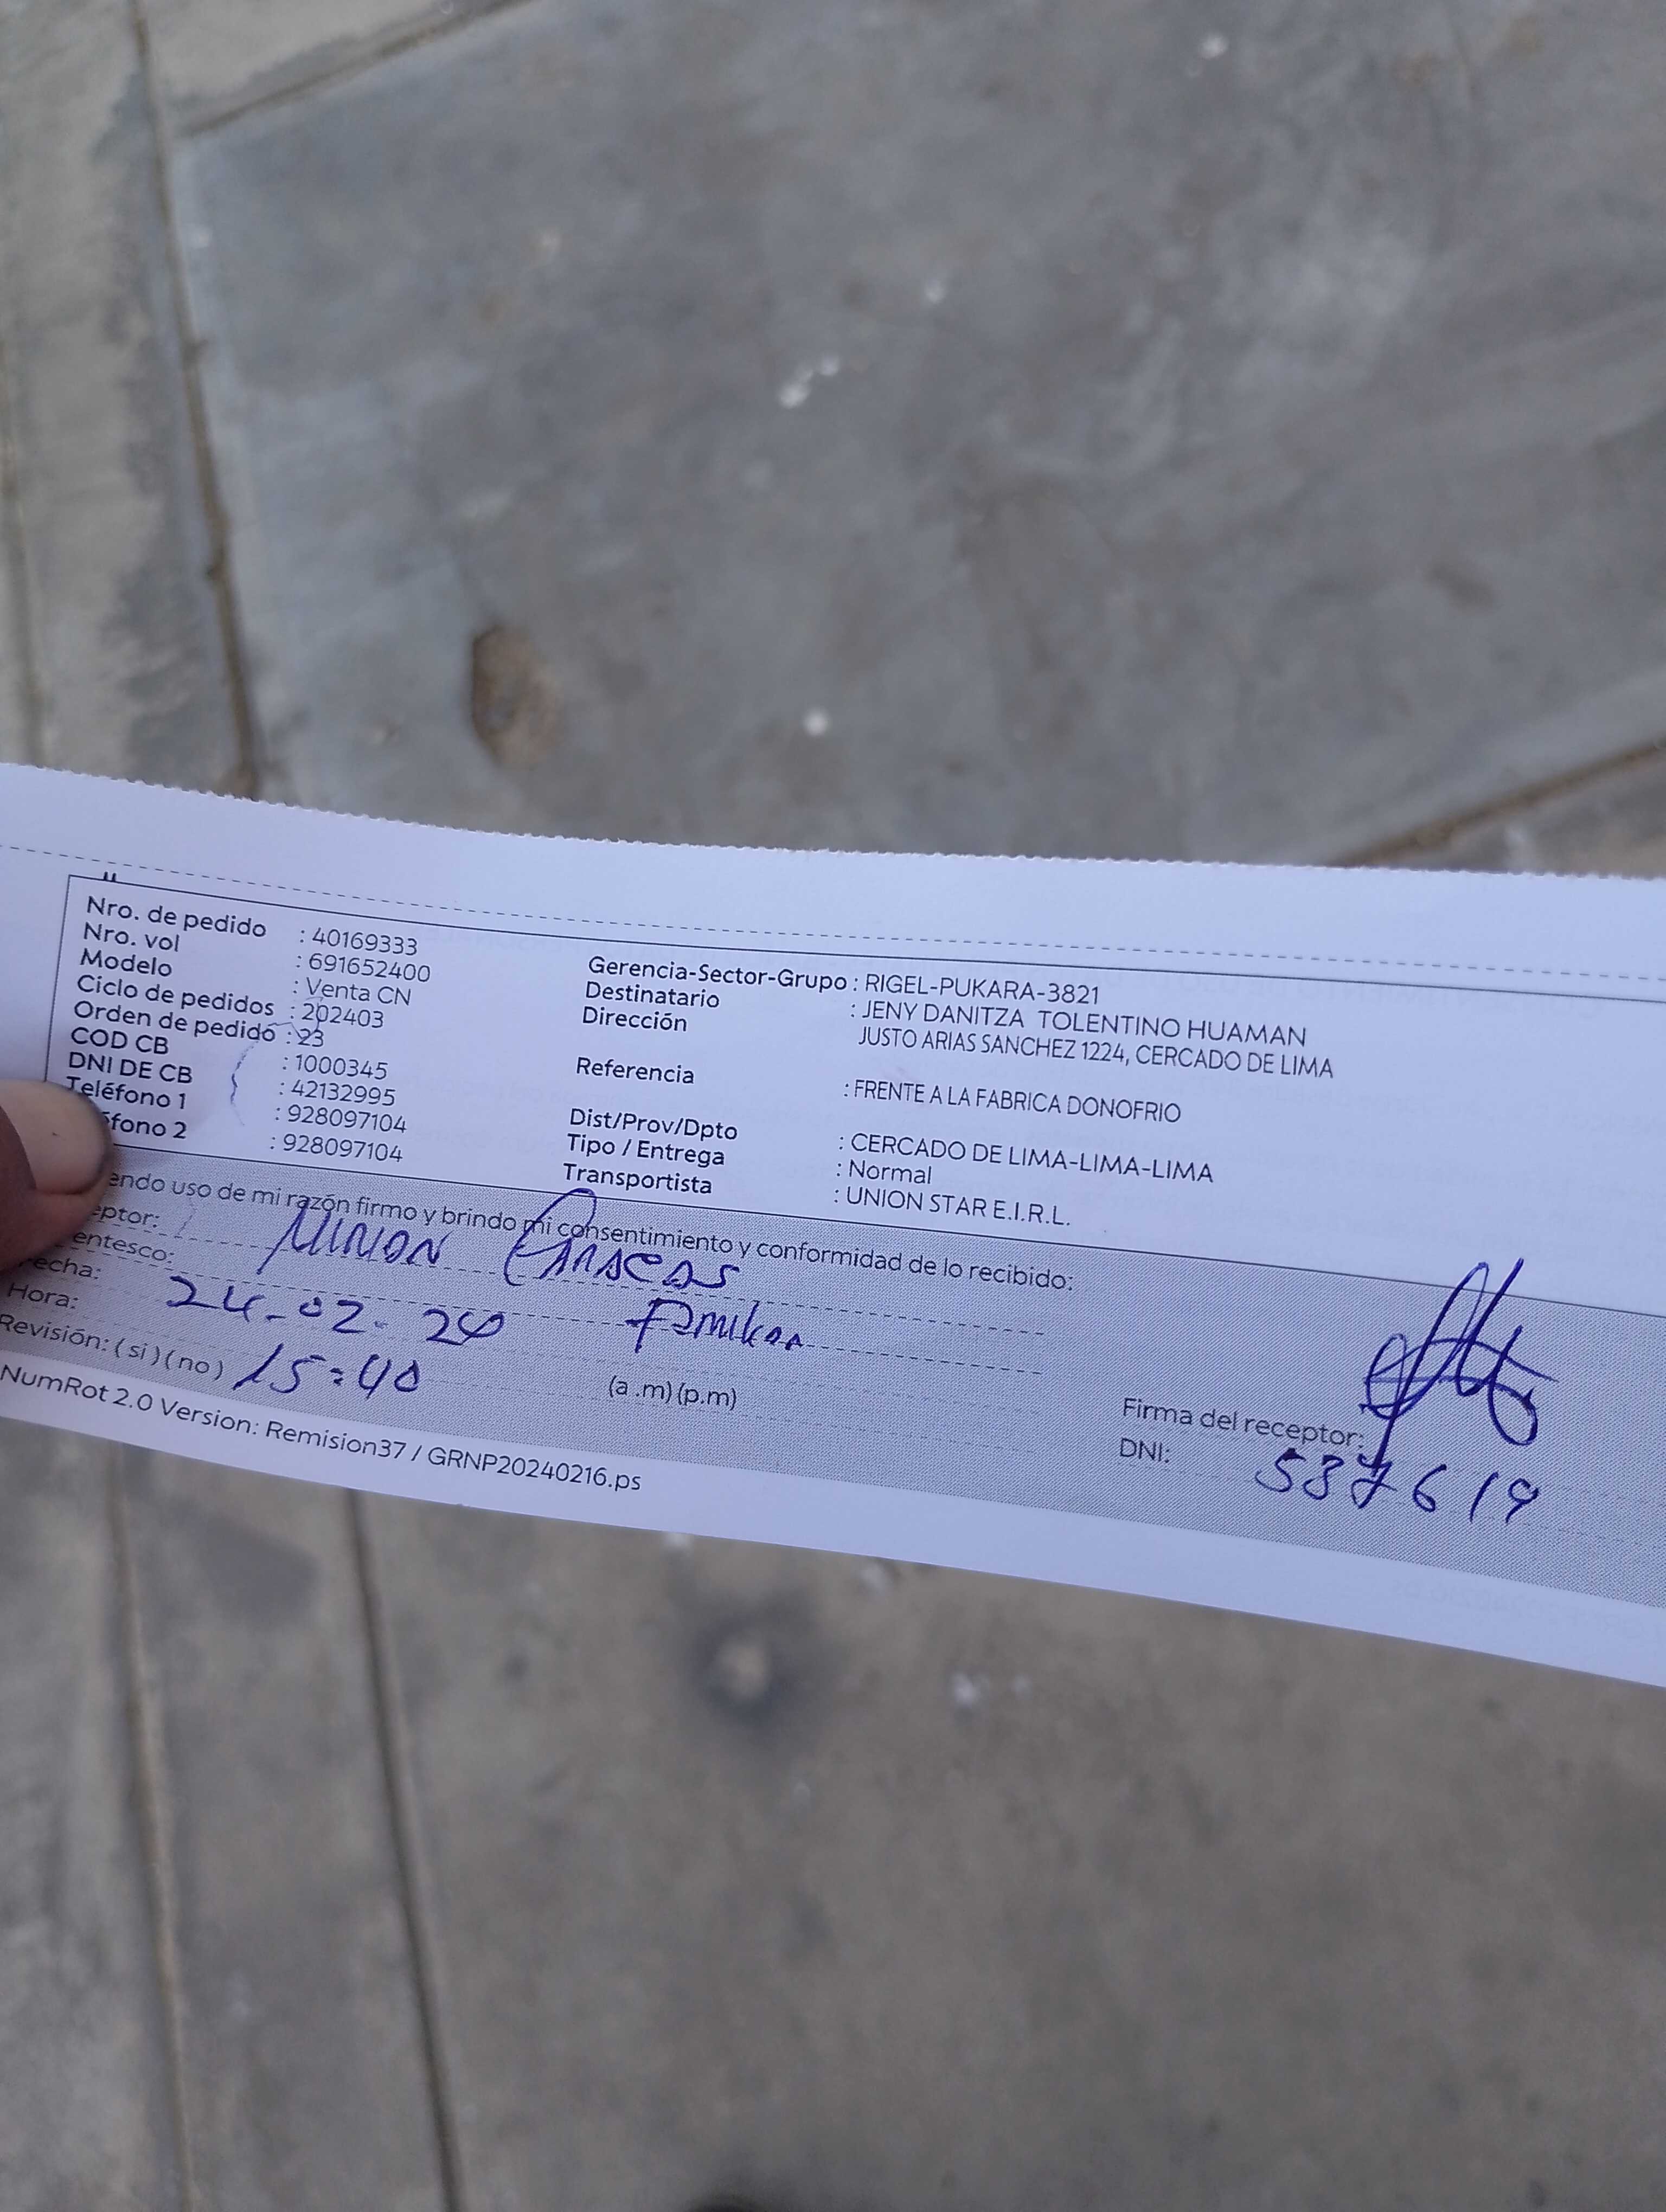 Nro. de pedido : 40169333
Nro. vol : 691652400
Modelo : Venta CN
Ciclo de pedidos : 202403
Orden de pedido : 23
COD CB : 1000345
DNI DE CB : 42132995
Teléfono 1 : 928097104
éfono 2 : 928097104
Gerencia-Sector-Grupo : RIGEL-PUKARA-3821
Destinatario : JENY DANITZA TOLENTINO HUAMAN
Dirección JUSTO ARIAS SANCHEZ 1224, CERCADO DE LIMA
Referencia : FRENTE A LA FABRICA DONOFRIO
Dist/Prov/Dpto : CERCADO DE LIMA-LIMA-LIMA
Tipo / Entrega : Normal
Transportista : UNION STAR E.I.R.L.
endo uso de mi razón firmo y brindo mi consentimiento y conformidad de lo recibido:
eptor:
entesco:
Fecha: 24-02-24
Hora: 15:40 (a .m) (p.m)
Revisión: (si) (no)
Firma del receptor:
DNI: 5376619
NumRot 2.0 Version: Remision37 / GRNP20240216.ps